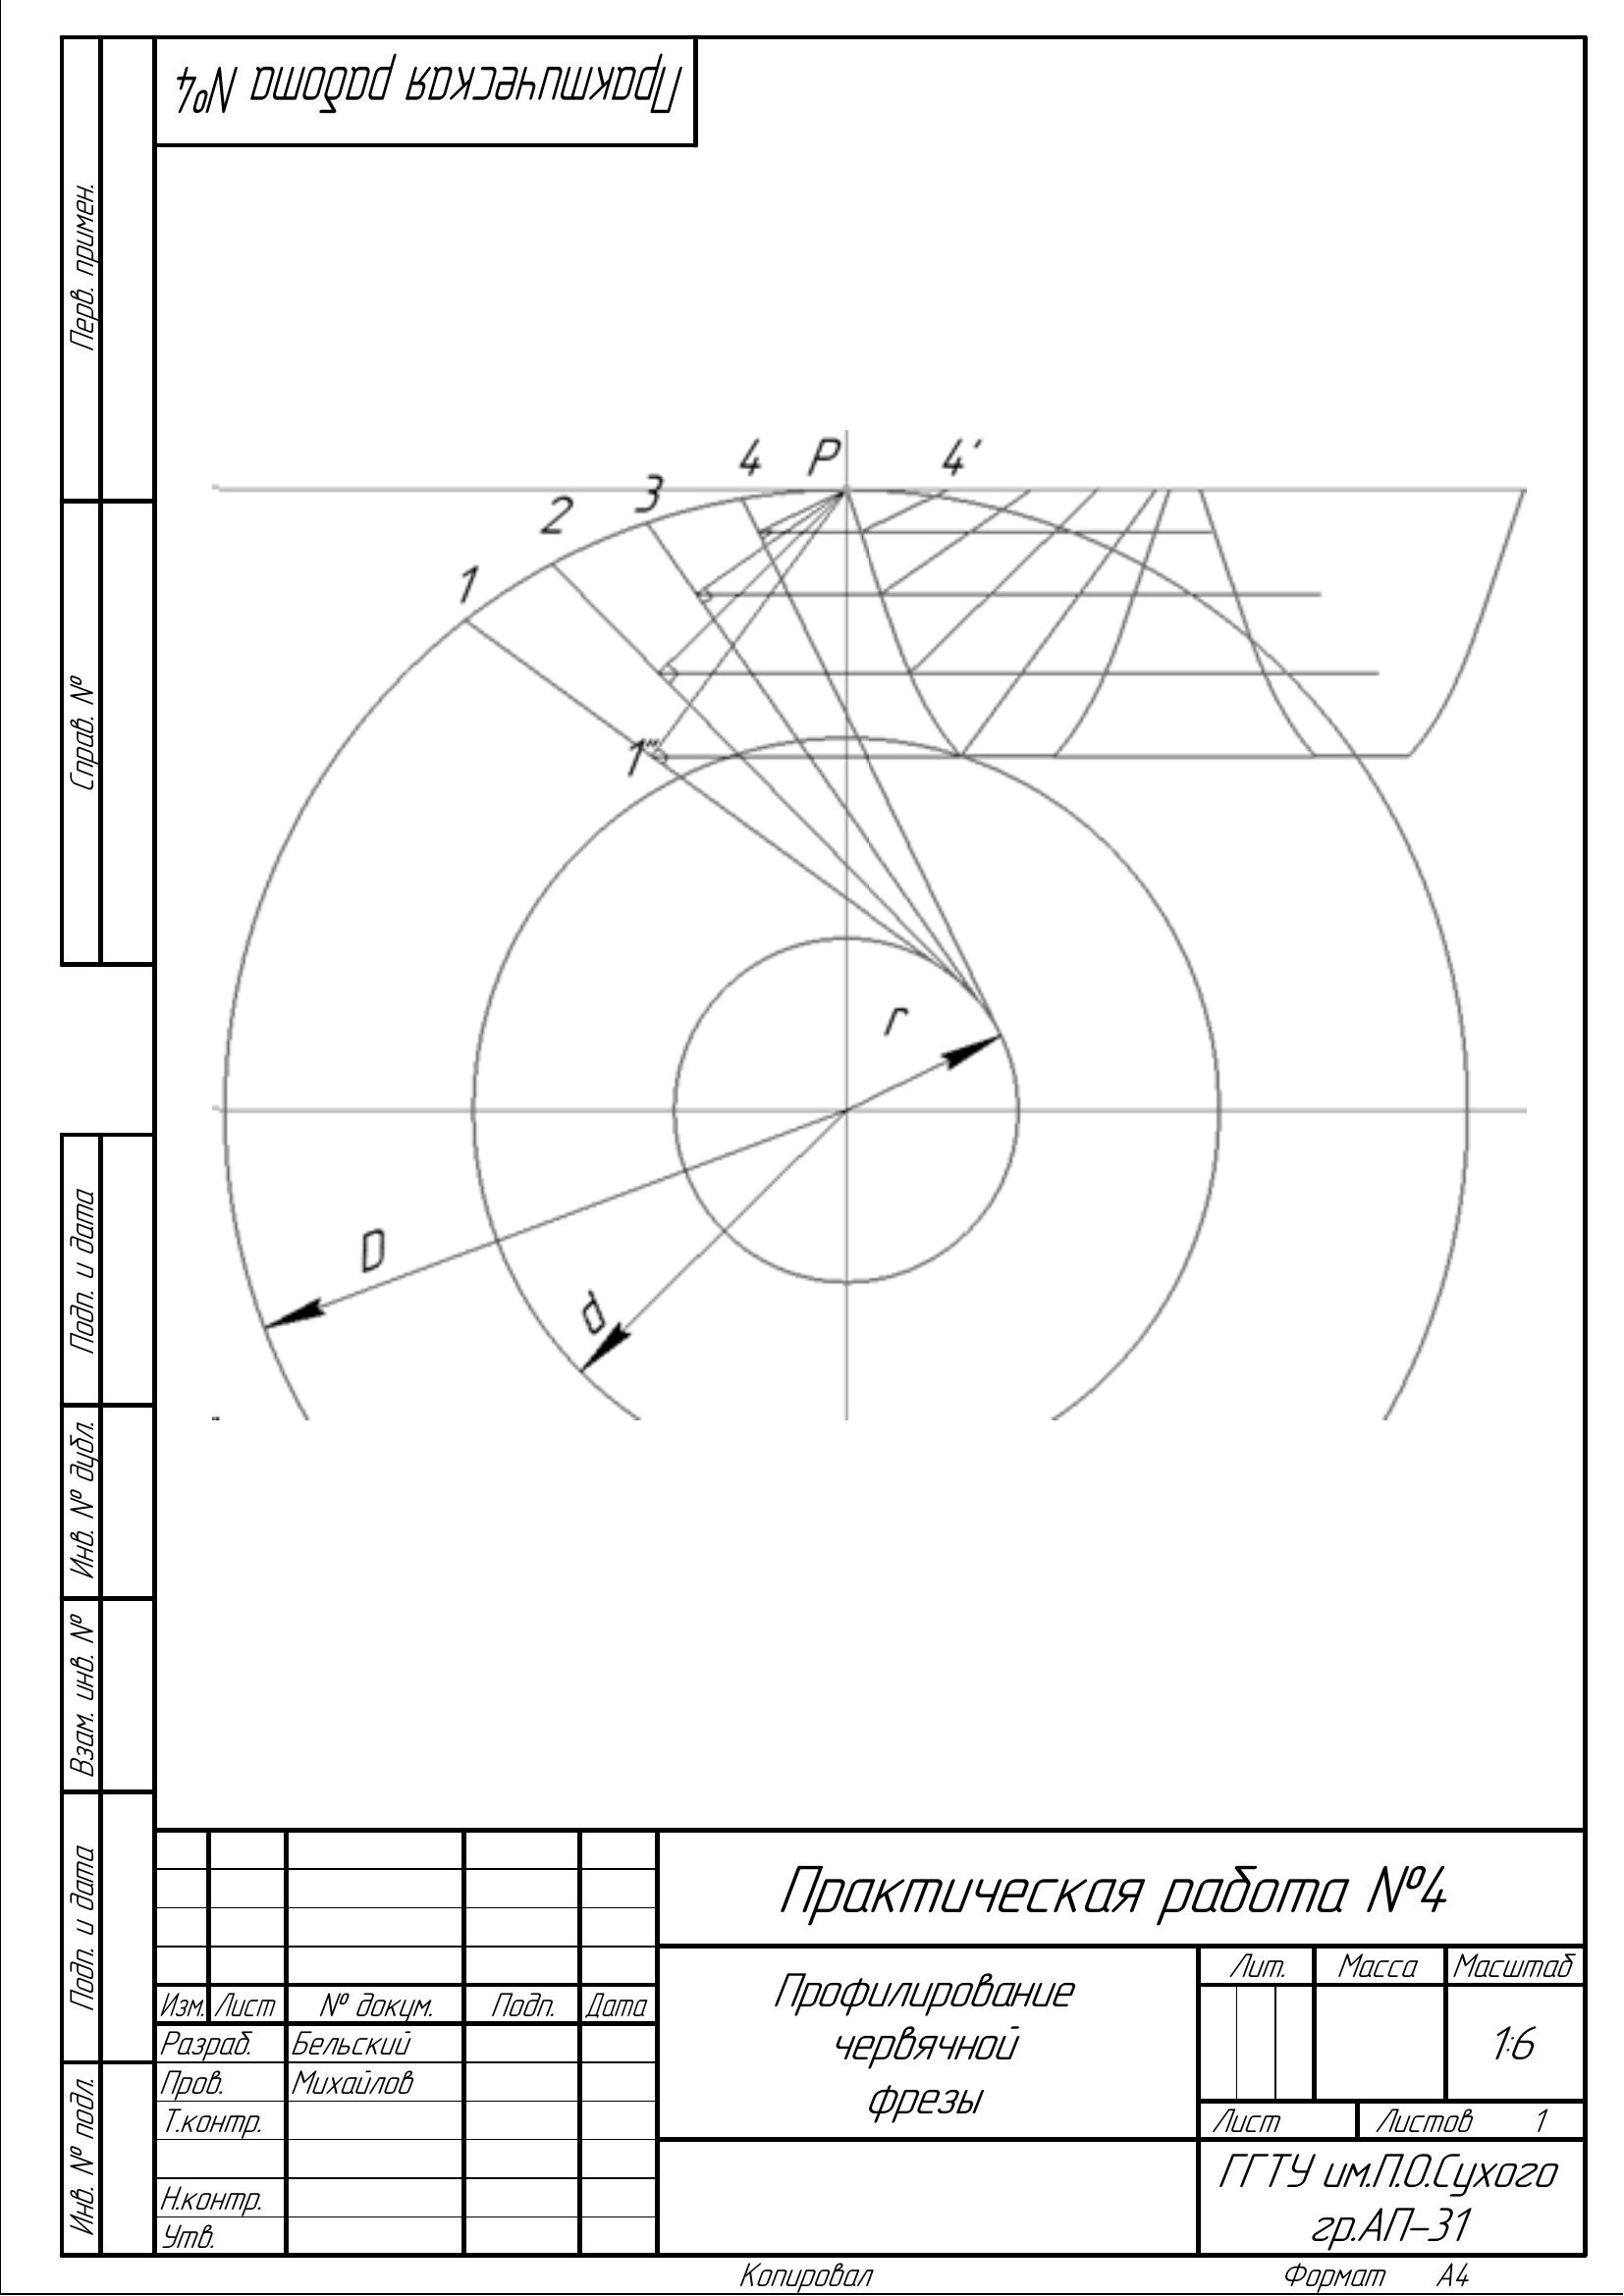 Практическая работа №4
Перв. примен.
Справ. №
Подп. и дата
Инв. № дубл.
Взам. инв. №
Подп. и дата
Инв. № подл.
1
2
3
4
P
4'
1"
r
D
d
Практическая работа №4
Профилирование
червячной
фрезы
Лит. Масса Масштаб
1:6
Лист Листов 1
ГГТУ им.П.О.Сухого
гр.АП-31
Изм. Лист № докум. Подп. Дата
Разраб. Бельский
Пров. Михайлов
Т.контр.
Н.контр.
Утв.
Копировал Формат А4